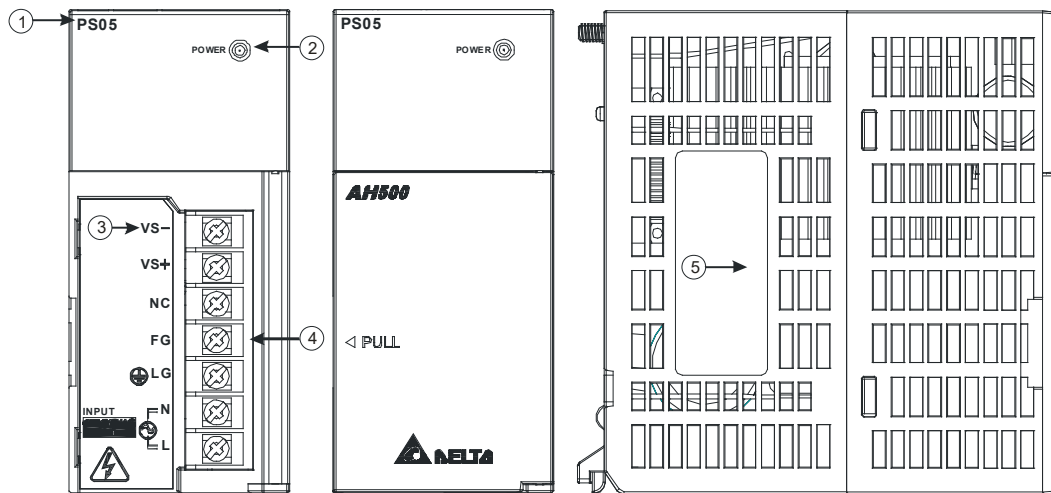 1
PS05
POWER
2
PS05
POWER
AH500
3
VS−
VS+
NC
FG
4
LG
INPUT
N
L
◁ PULL
DELTA
5